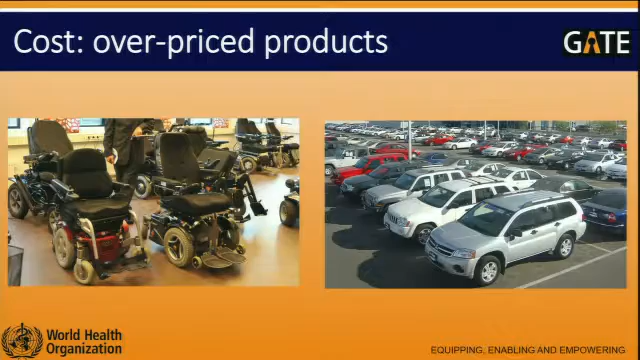 Cost: over-priced products
GATE
World Health
Organization
EQUIPPING, ENABLING AND EMPOWERING